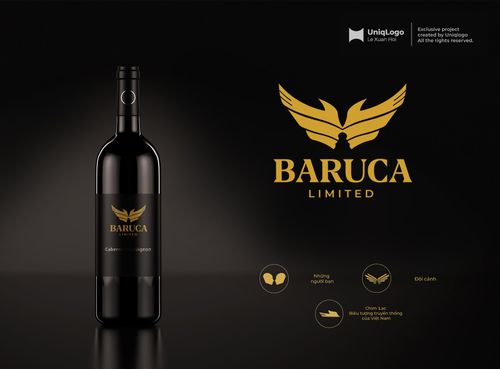 UniqLogo
Le Xuan Hoi
Exclusive project
created by Uniqlogo
All the rights reserved.
BARUCA
LIMITED
BARUCA
LIMITED
Những
người bạn
Đôi cánh
Chim 'Lạc'
Biểu tượng truyền thống
của Việt Nam